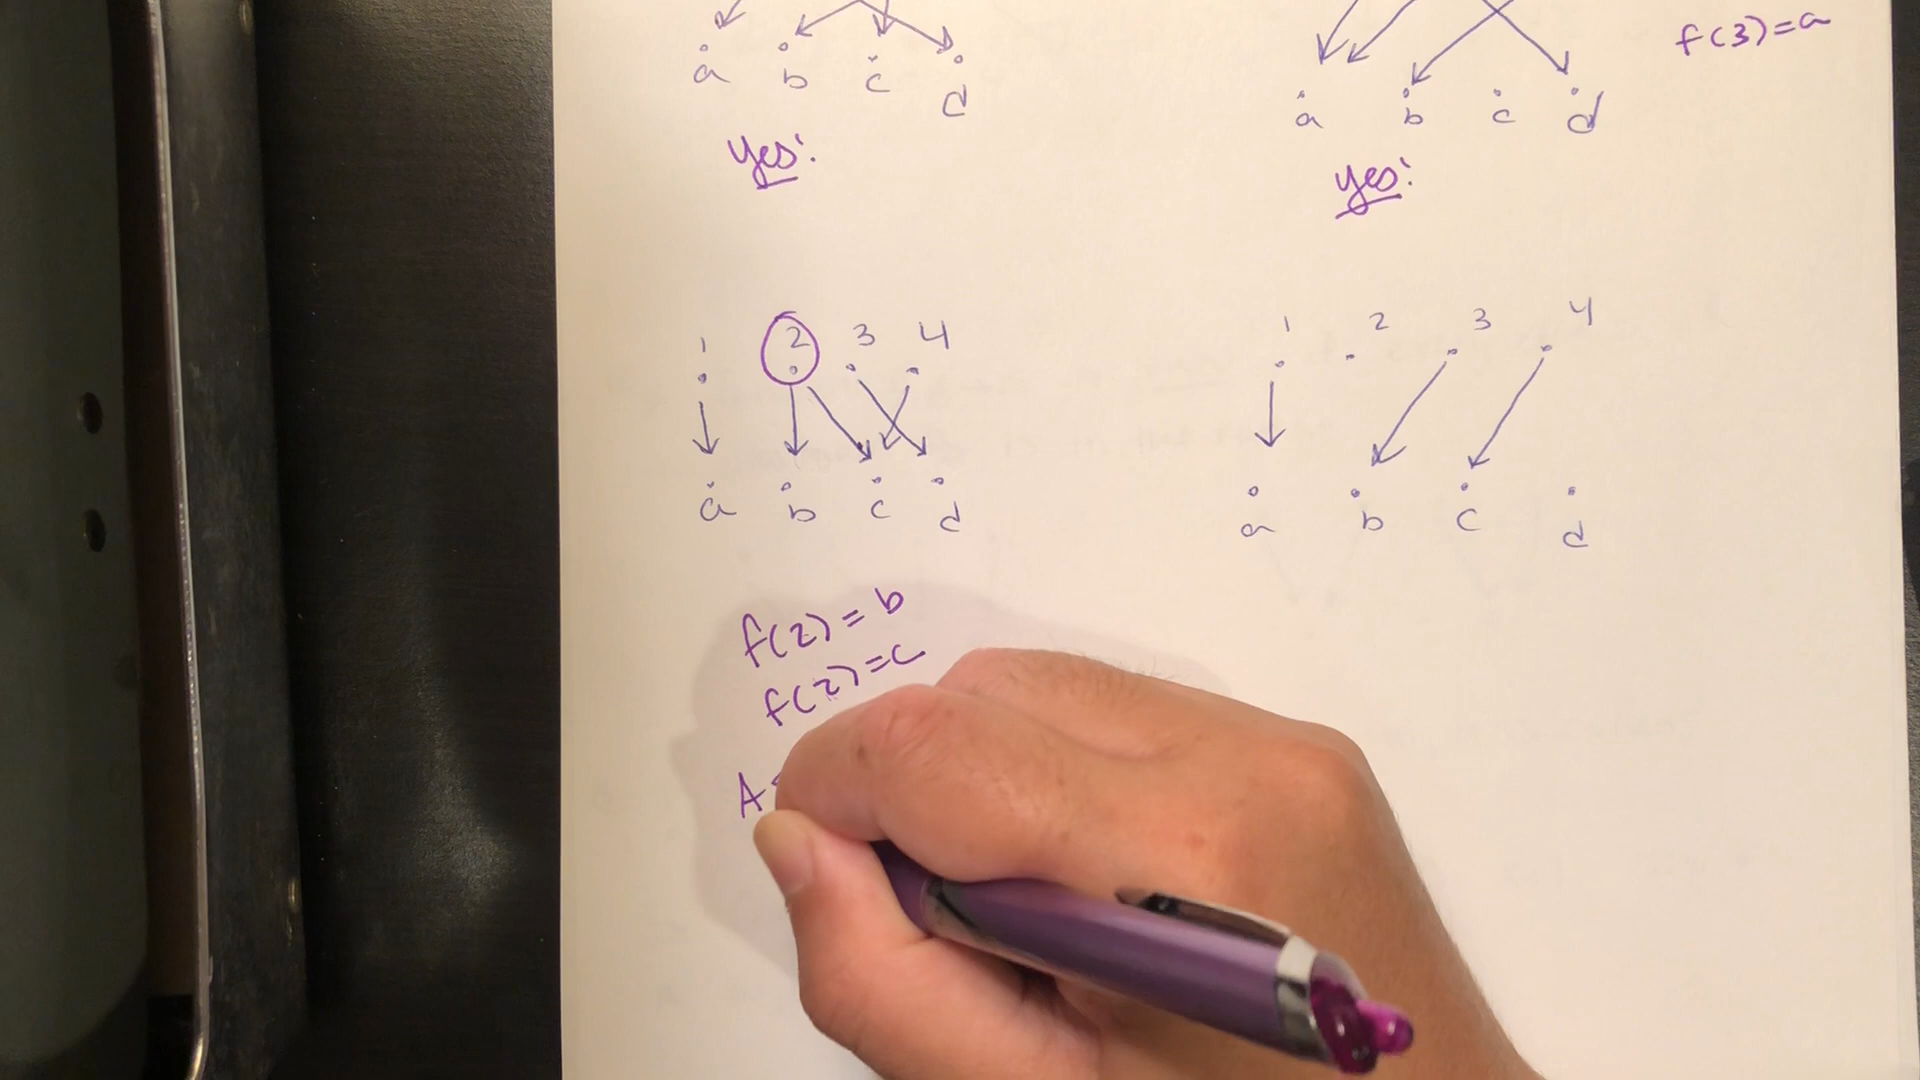 f(3)=a
a b c d
a b c d
yes!
yes!
1 2 3 4
1 2 3 4
a b c d
a b c d
f(2)=b
f(2)=c
A